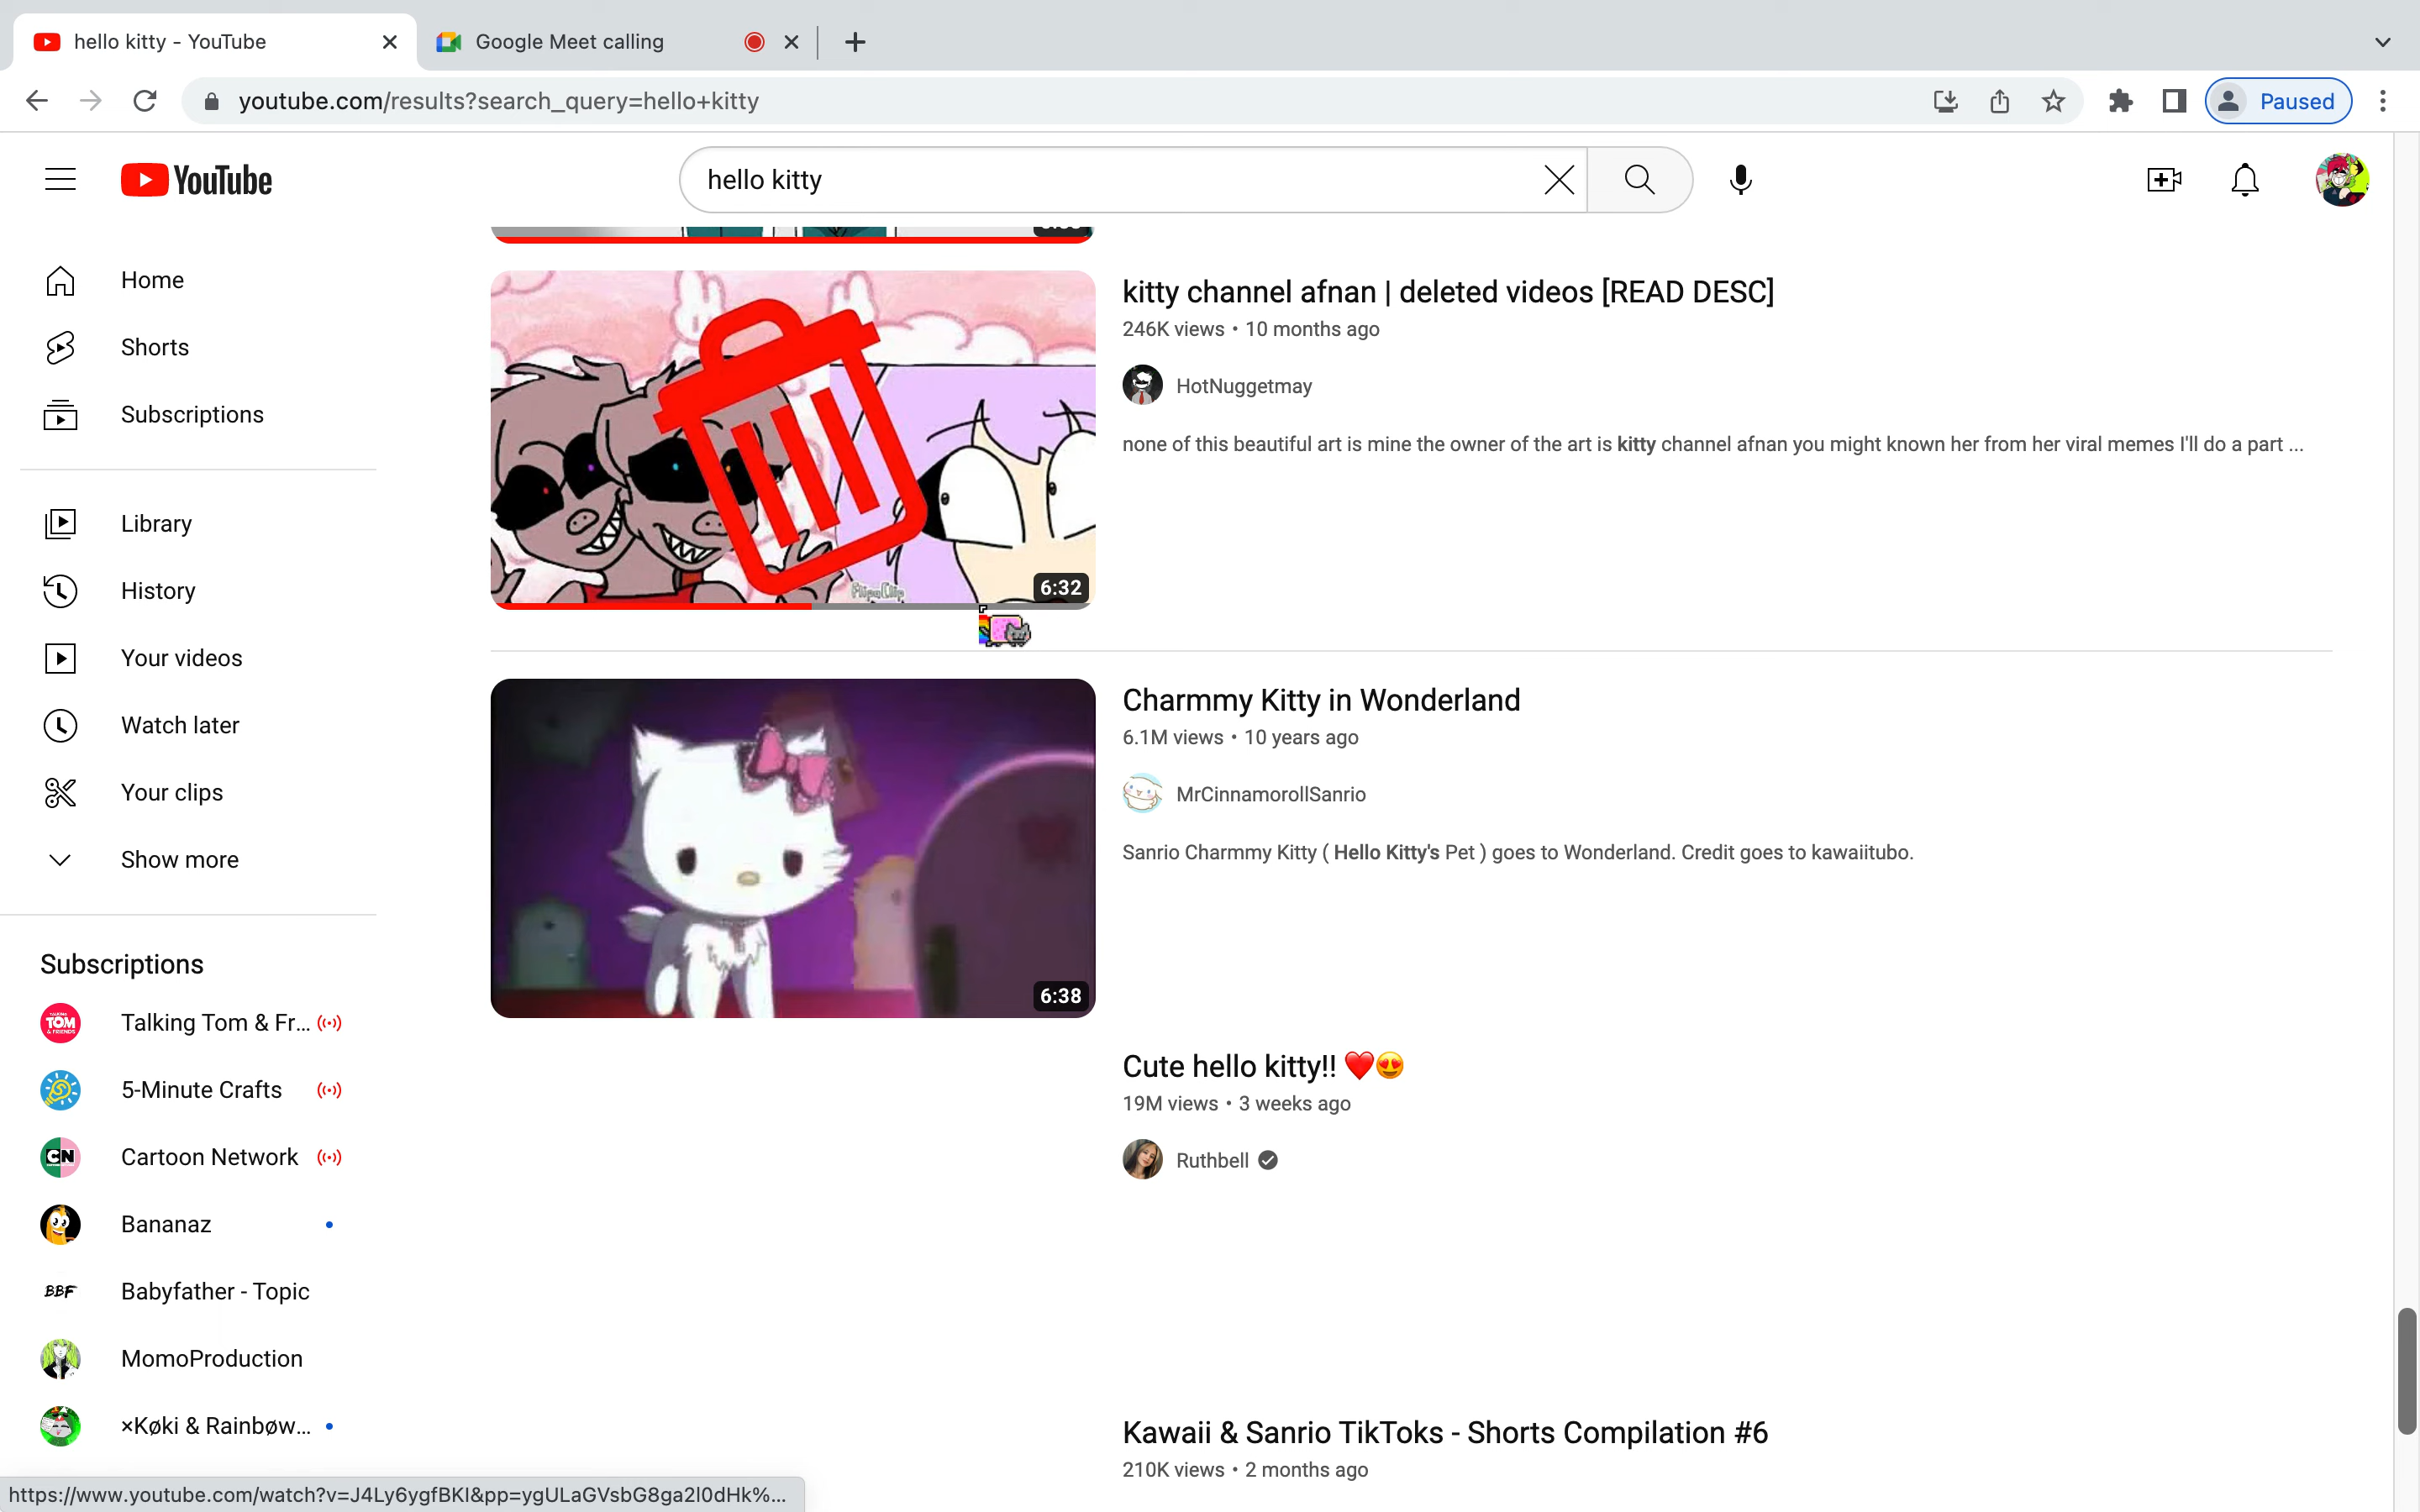 hello kitty - YouTube
Google Meet calling
youtube.com/results?search_query=hello+kitty
Paused
YouTube
hello kitty
Home
Shorts
Subscriptions
Library
History
Your videos
Watch later
Your clips
Show more
Subscriptions
TOM
Talking Tom & Fr...
5-Minute Crafts
CN
Cartoon Network
Bananaz
BBF
Babyfather - Topic
MomoProduction
×Køki & Rainbøw...
FlipaClip
6:32
kitty channel afnan | deleted videos [READ DESC]
246K views • 10 months ago
HotNuggetmay
none of this beautiful art is mine the owner of the art is kitty channel afnan you might known her from her viral memes I'll do a part ...
6:38
Charmmy Kitty in Wonderland
6.1M views • 10 years ago
MrCinnamorollSanrio
Sanrio Charmmy Kitty ( Hello Kitty's Pet ) goes to Wonderland. Credit goes to kawaiitubo.
Cute hello kitty!! ❤️😍
19M views • 3 weeks ago
Ruthbell
Kawaii & Sanrio TikToks - Shorts Compilation #6
210K views • 2 months ago
https://www.youtube.com/watch?v=J4Ly6ygfBKI&pp=ygULaGVsbG8ga2l0dHk%...